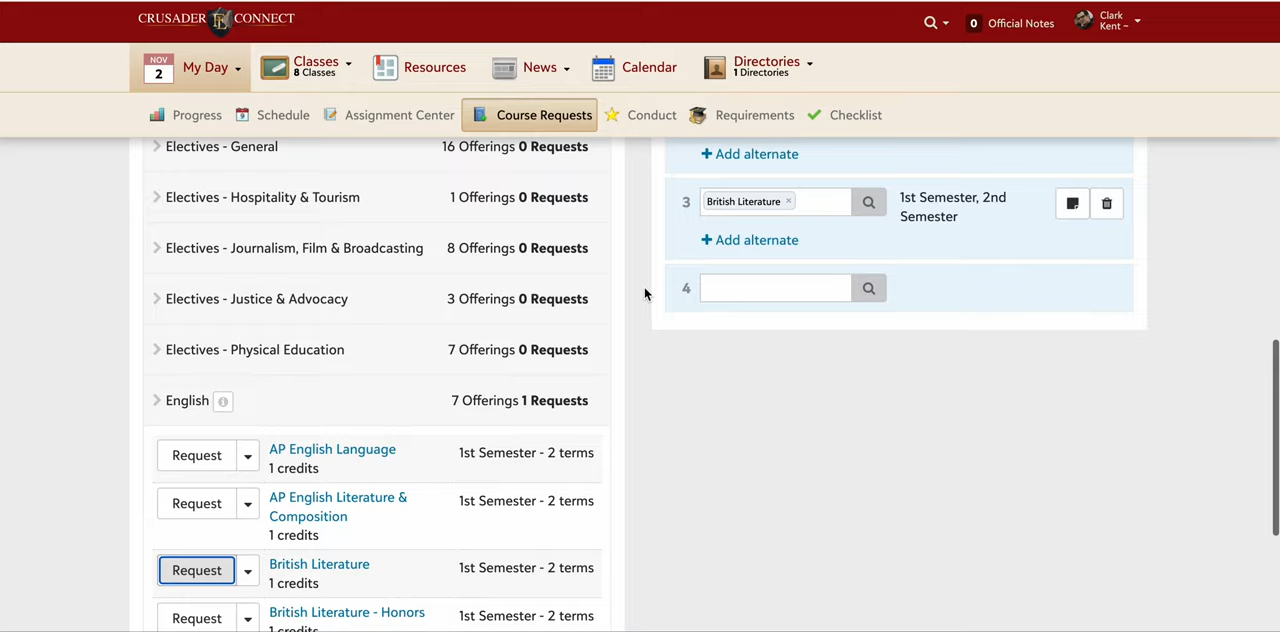 CRUSADER CONNECT
0 Official Notes
Clark
Kent ~
NOV
2
My Day
Classes
8 Classes
Resources
News
Calendar
Directories
1 Directories
Progress
Schedule
Assignment Center
Course Requests
Conduct
Requirements
Checklist
Electives - General 16 Offerings 0 Requests
Electives - Hospitality & Tourism 1 Offerings 0 Requests
Electives - Journalism, Film & Broadcasting 8 Offerings 0 Requests
Electives - Justice & Advocacy 3 Offerings 0 Requests
Electives - Physical Education 7 Offerings 0 Requests
English 7 Offerings 1 Requests
Request AP English Language 1st Semester - 2 terms
1 credits
Request AP English Literature & 1st Semester - 2 terms
Composition
1 credits
Request British Literature 1st Semester - 2 terms
1 credits
Request British Literature - Honors 1st Semester - 2 terms
1 credits
+ Add alternate
3 British Literature × 1st Semester, 2nd
Semester
+ Add alternate
4